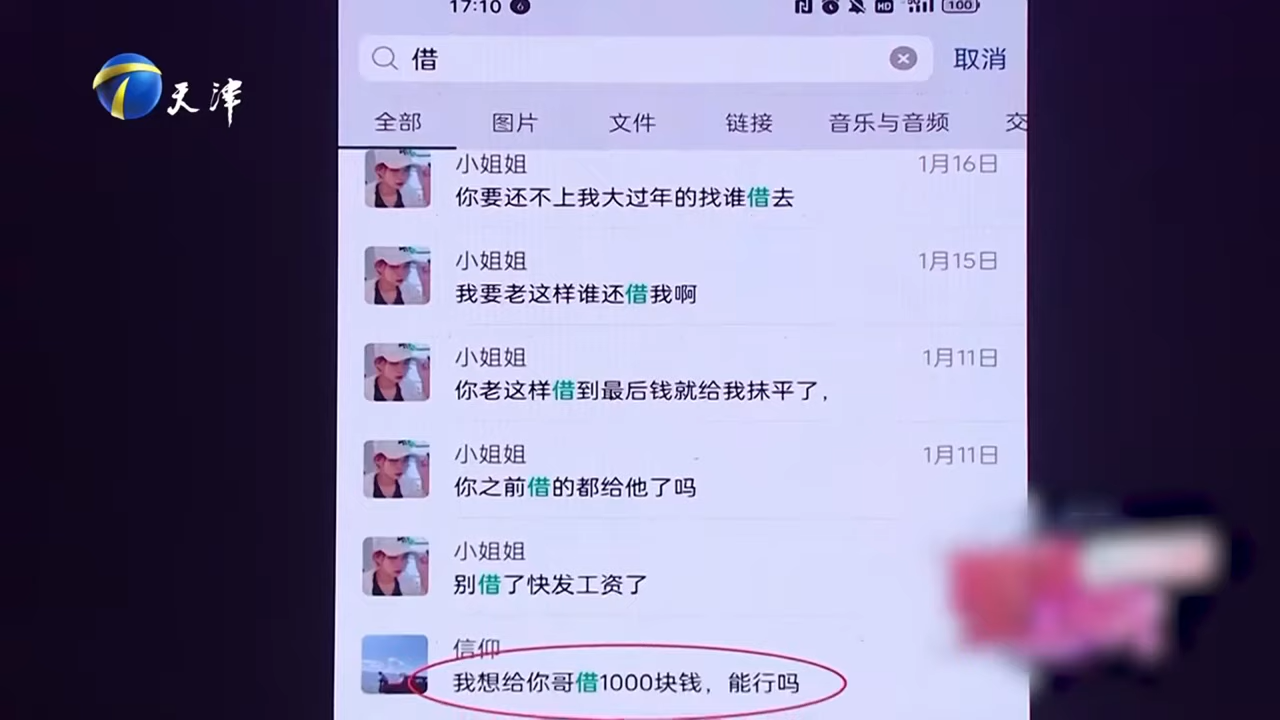 17:10
HD
100
天津
借
取消
全部 图片 文件 链接 音乐与音频 交
小姐姐 1月16日
你要还不上我大过年的找谁借去
小姐姐 1月15日
我要老这样谁还借我啊
小姐姐 1月11日
你老这样借到最后钱就给我抹平了，
小姐姐 1月11日
你之前借的都给他了吗
小姐姐
别借了快发工资了
信仰
我想给你哥借1000块钱，能行吗